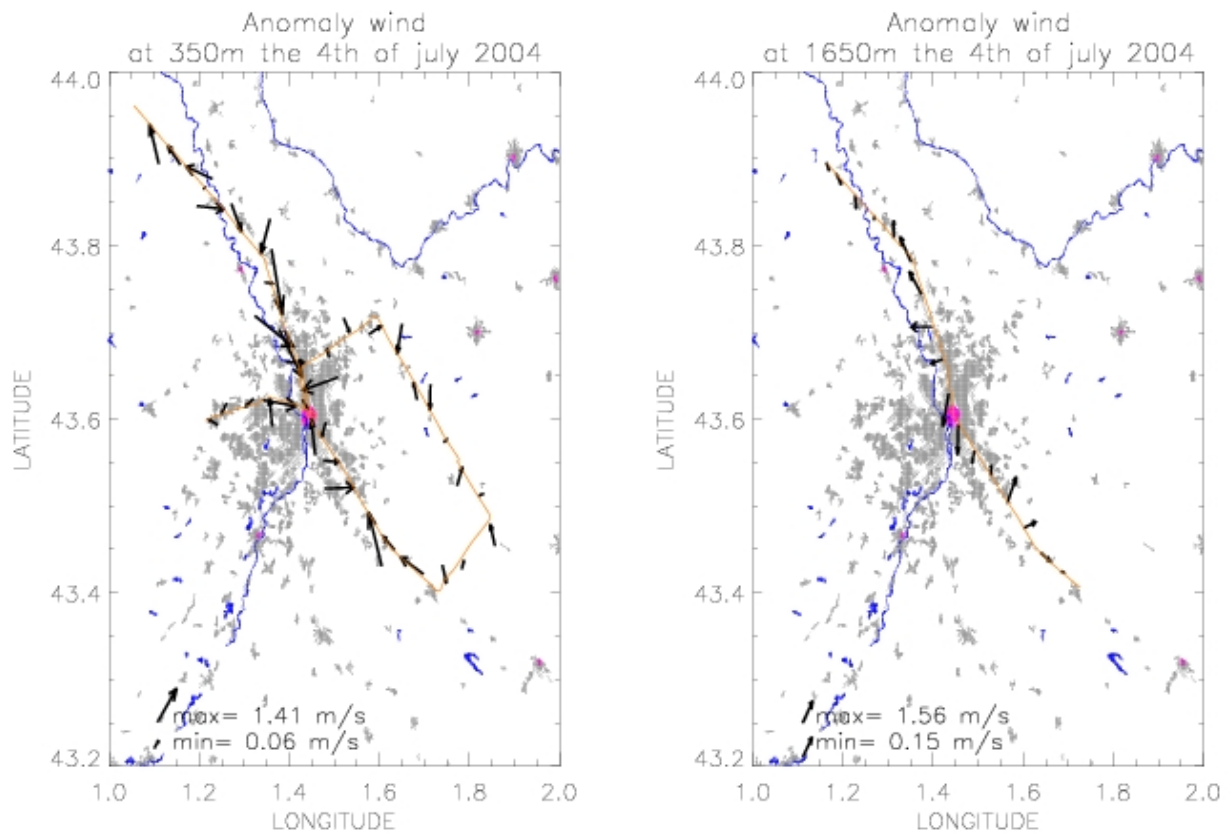 Anomaly wind
at 350m the 4th of july 2004
44.0
43.8
43.6
43.4
43.2
LATITUDE
max= 1.41 m/s
min= 0.06 m/s
1.0 1.2 1.4 1.6 1.8 2.0
LONGITUDE
Anomaly wind
at 1650m the 4th of july 2004
44.0
43.8
43.6
43.4
43.2
LATITUDE
max= 1.56 m/s
min= 0.15 m/s
1.0 1.2 1.4 1.6 1.8 2.0
LONGITUDE